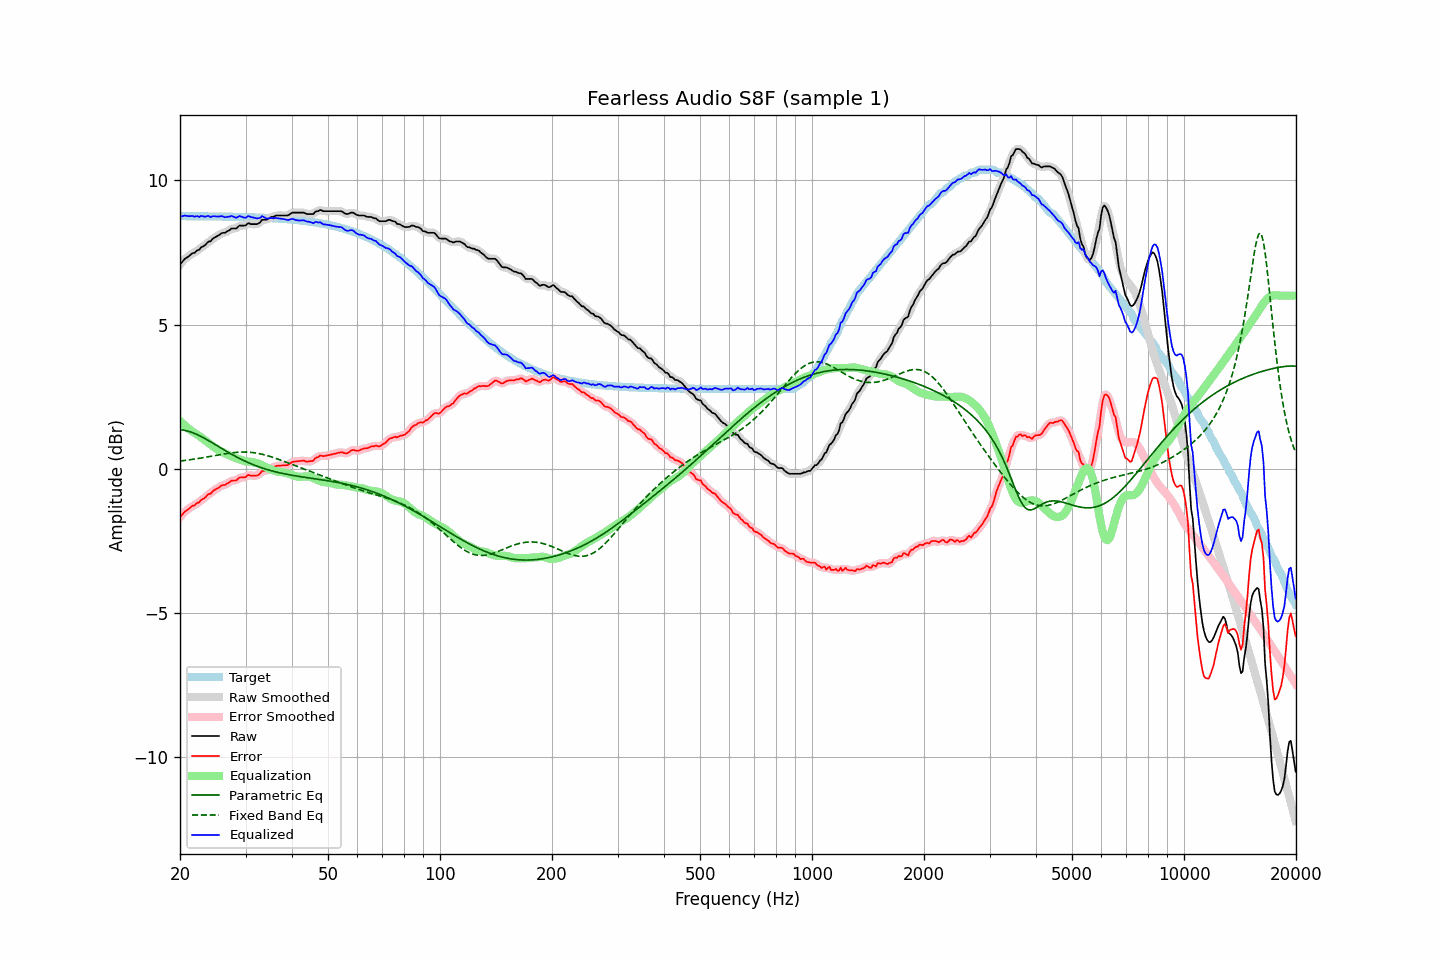 Fearless Audio S8F (sample 1)
Amplitude (dBr)
10
5
0
−5
−10
Target
Raw Smoothed
Error Smoothed
Raw
Error
Equalization
Parametric Eq
Fixed Band Eq
Equalized
20 50 100 200 500 1000 2000 5000 10000 20000
Frequency (Hz)